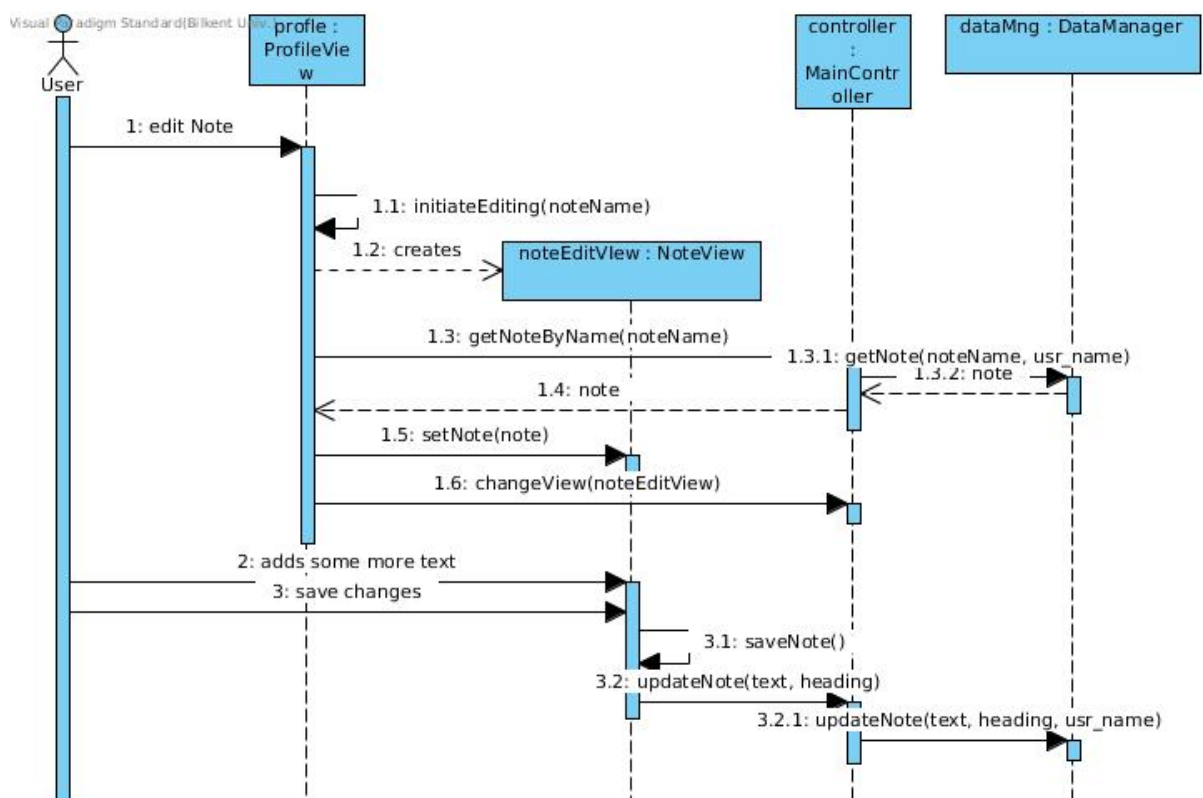 Visual Paradigm Standard(Bilkent Univ.)
User
profle :
ProfileVie
w
controller
:
MainContr
oller
dataMng : DataManager
1: edit Note
1.1: initiateEditing(noteName)
1.2: creates
noteEditVIew : NoteView
1.3: getNoteByName(noteName)
1.3.1: getNote(noteName, usr_name)
1.3.2: note
1.4: note
1.5: setNote(note)
1.6: changeView(noteEditView)
2: adds some more text
3: save changes
3.1: saveNote()
3.2: updateNote(text, heading)
3.2.1: updateNote(text, heading, usr_name)